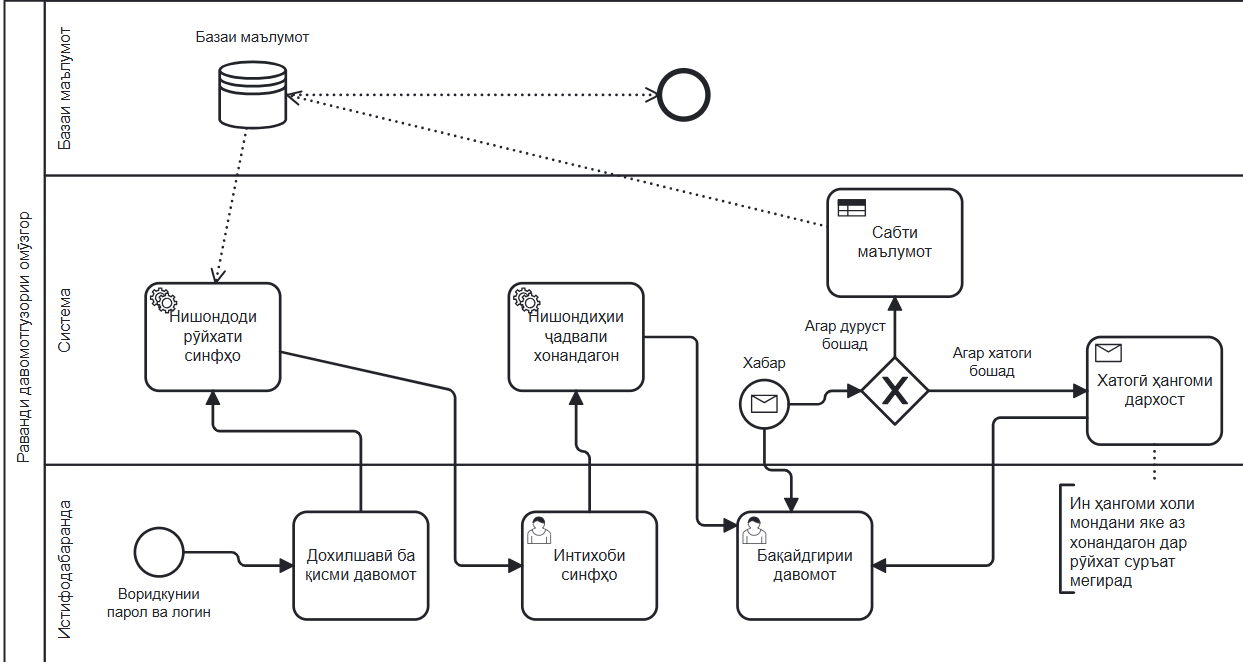 Раванди давомотгузории омӯзгор
Базаи маълумот
Базаи маълумот
Система
Нишондоди
рӯйхати
синфҳо
Нишондиҳии
ҷадвали
хонандагон
Сабти
маълумот
Хабар
Агар дуруст
бошад
Агар хатоги
бошад
Хатогӣ ҳангоми
дархост
Истифодабаранда
Воридкунии
парол ва логин
Дохилшавӣ ба
қисми давомот
Интихоби
синфҳо
Бақайдгирии
давомот
Ин ҳангоми холи
мондани яке аз
хонандагон дар
рӯйхат суръат
мегирад